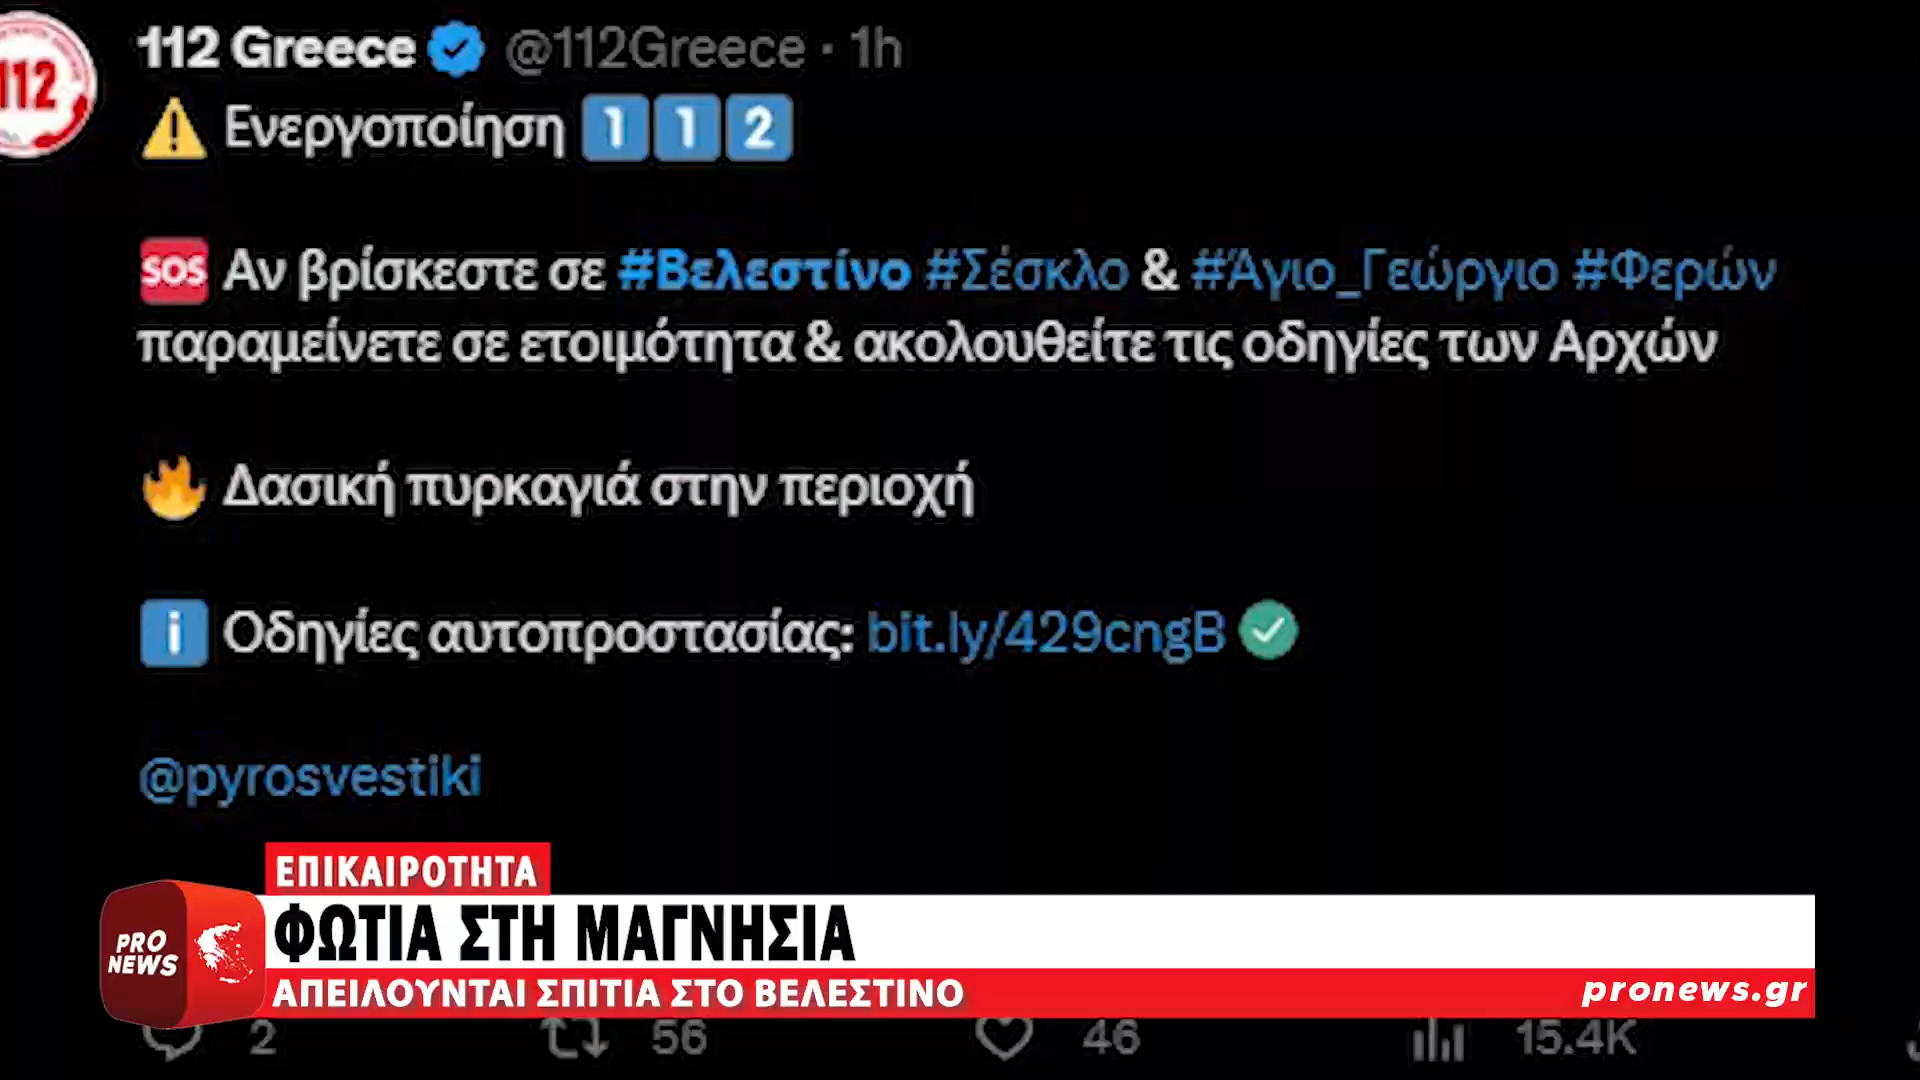 112 Greece @112Greece · 1h
112
⚠️ Ενεργοποίηση 1️⃣1️⃣2️⃣
🆘 Αν βρίσκεστε σε #Βελεστίνο #Σέσκλο & #Άγιο_Γεώργιο #Φερών
παραμείνετε σε ετοιμότητα & ακολουθείτε τις οδηγίες των Αρχών
🔥 Δασική πυρκαγιά στην περιοχή
ℹ️ Οδηγίες αυτοπροστασίας: bit.ly/429cngB
@pyrosvestiki
ΕΠΙΚΑΙΡΟΤΗΤΑ
ΦΩΤΙΑ ΣΤΗ ΜΑΓΝΗΣΙΑ
PRO
NEWS
ΑΠΕΙΛΟΥΝΤΑΙ ΣΠΙΤΙΑ ΣΤΟ ΒΕΛΕΣΤΙΝΟ
pronews.gr
2 56 46 15.4K